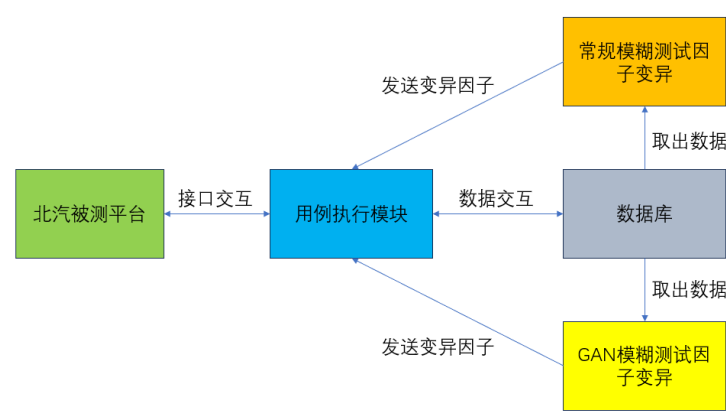 常规模糊测试因
子变异
发送变异因子
取出数据
北汽被测平台
接口交互
用例执行模块
数据交互
数据库
取出数据
发送变异因子
GAN模糊测试因
子变异